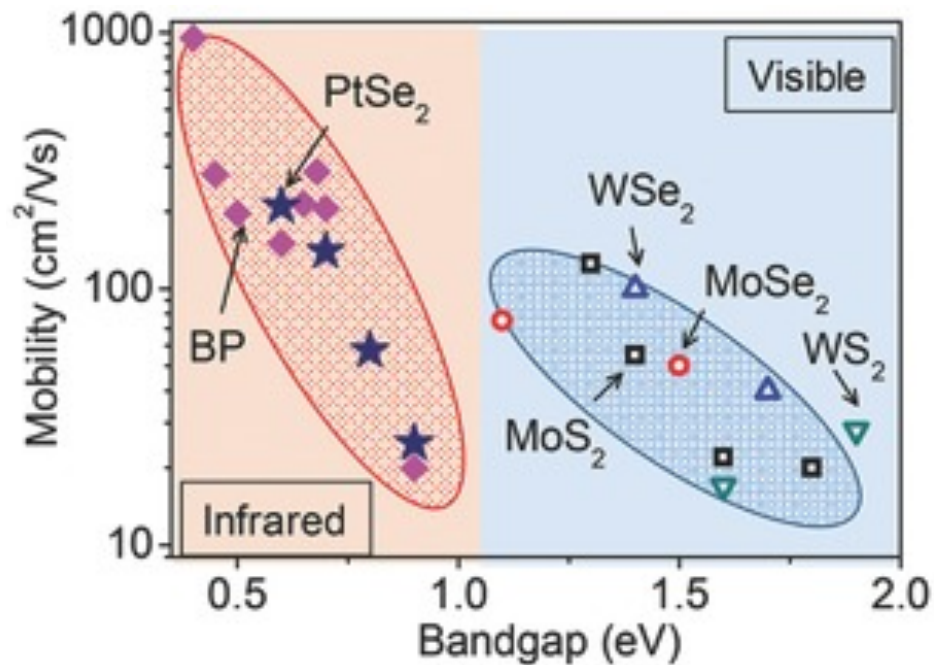 1000
100
10
Mobility (cm²/Vs)
PtSe₂
BP
Infrared
Visible
WSe₂
MoSe₂
WS₂
MoS₂
0.5 1.0 1.5 2.0
Bandgap (eV)